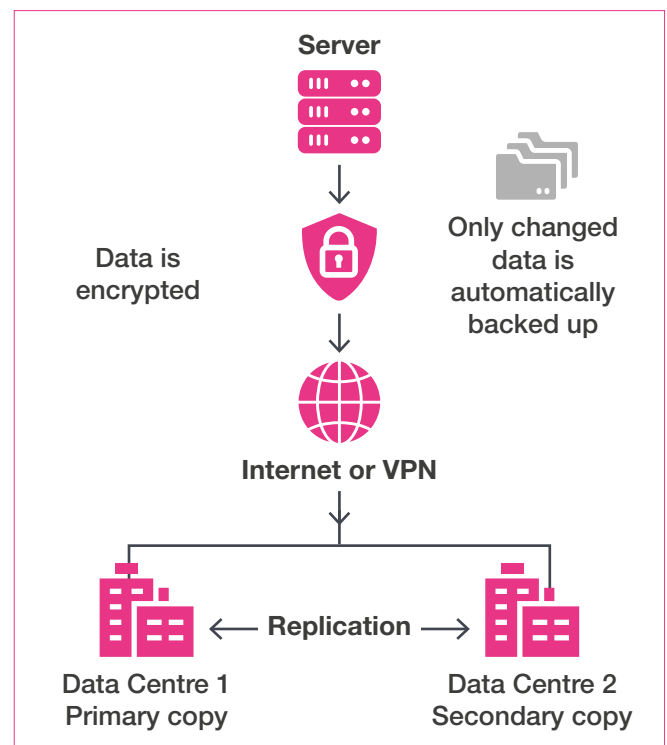 Server
Data is
encrypted
Only changed
data is
automatically
backed up
Internet or VPN
Replication
Data Centre 1
Primary copy
Data Centre 2
Secondary copy